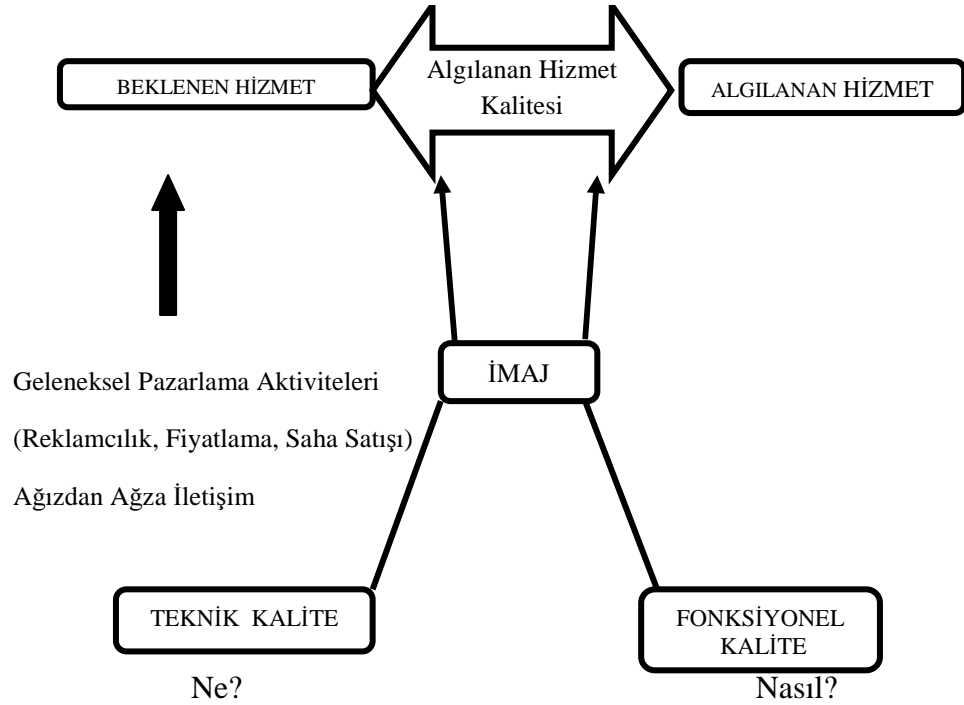 BEKLENEN HİZMET
Algılanan Hizmet
Kalitesi
ALGILANAN HİZMET
İMAJ
Geleneksel Pazarlama Aktiviteleri
(Reklamcılık, Fiyatlama, Saha Satışı)
Ağızdan Ağza İletişim
TEKNİK KALİTE
FONKSİYONEL
KALİTE
Ne?
Nasıl?